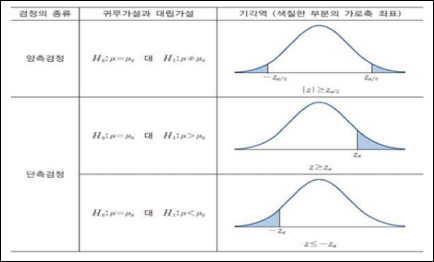 검정의 종류 귀무가설과 대립가설 기각역 (색칠한 부분의 가로축 좌표)
양측검정 H₀:μ=μ₀ 대 H₁:μ≠μ₀
-z_{α/2} z_{α/2}
|z|≥z_{α/2}
단측검정
H₀:μ=μ₀ 대 H₁:μ>μ₀
z_α
z≥z_α
H₀:μ=μ₀ 대 H₁:μ<μ₀
-z_α
z≤-z_α